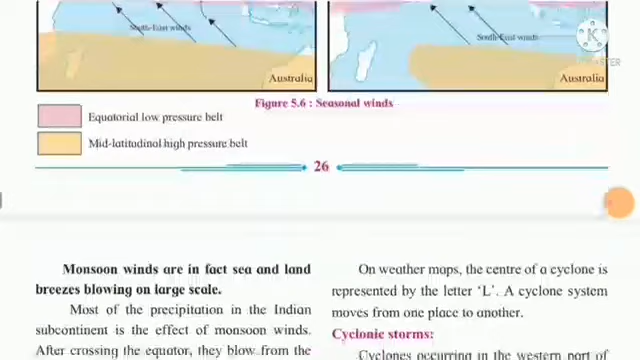 South-East winds
South-East winds
K
MASTER
Australia
Australia
Figure 5.6 : Seasonal winds
Equatorial low pressure belt
Mid-latitudinal high pressure belt
26
Monsoon winds are in fact sea and land
breezes blowing on large scale.
Most of the precipitation in the Indian
subcontinent is the effect of monsoon winds.
After crossing the equator, they blow from the
On weather maps, the centre of a cyclone is
represented by the letter ‘L’. A cyclone system
moves from one place to another.
Cyclonic storms:
Cyclones occurring in the western part of